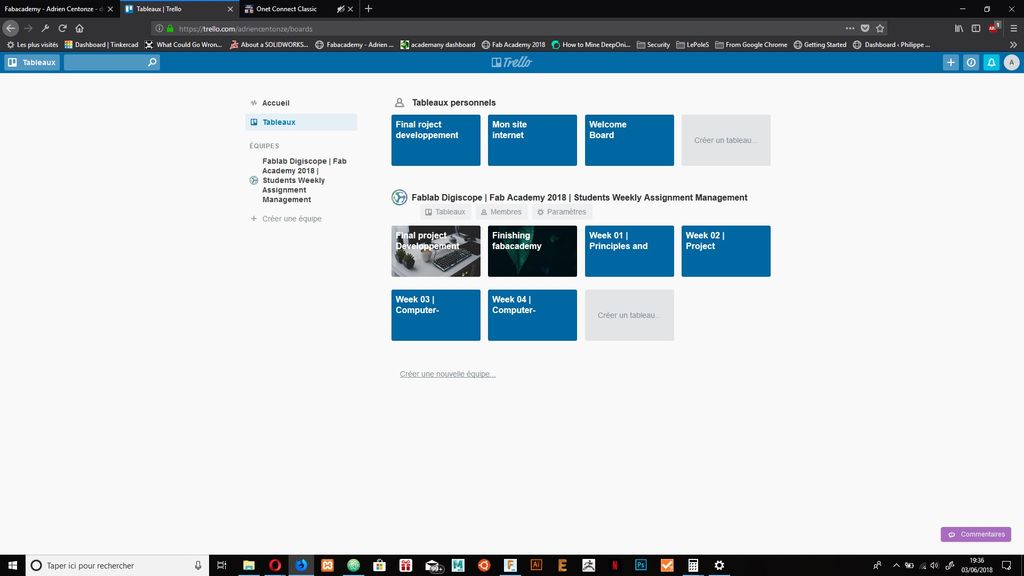 Fabacademy - Adrien Centonze - d
Tableaux | Trello
Onet Connect Classic
https://trello.com/adriencentonze/boards
Les plus visités
Dashboard | Tinkercad
What Could Go Wron...
About a SOLIDWORKS...
Fabacademy - Adrien ...
academany dashboard
Fab Academy 2018
How to Mine DeepOni...
Security
LePoleS
From Google Chrome
Getting Started
Dashboard ‹ Philippe ...
Tableaux
Trello
A
Accueil
Tableaux
ÉQUIPES
Fablab Digiscope | Fab
Academy 2018 |
Students Weekly
Assignment
Management
Créer une équipe
Tableaux personnels
Final roject
developpement
Mon site
internet
Welcome
Board
Créer un tableau...
Fablab Digiscope | Fab Academy 2018 | Students Weekly Assignment Management
Tableaux
Membres
Paramètres
Final project
Developpement
Finishing
fabacademy
Week 01 |
Principles and
Week 02 |
Project
Week 03 |
Computer-
Week 04 |
Computer-
Créer un tableau...
Créer une nouvelle équipe...
Commentaires
Taper ici pour rechercher
99+
Ai
Ps
19:36
03/06/2018